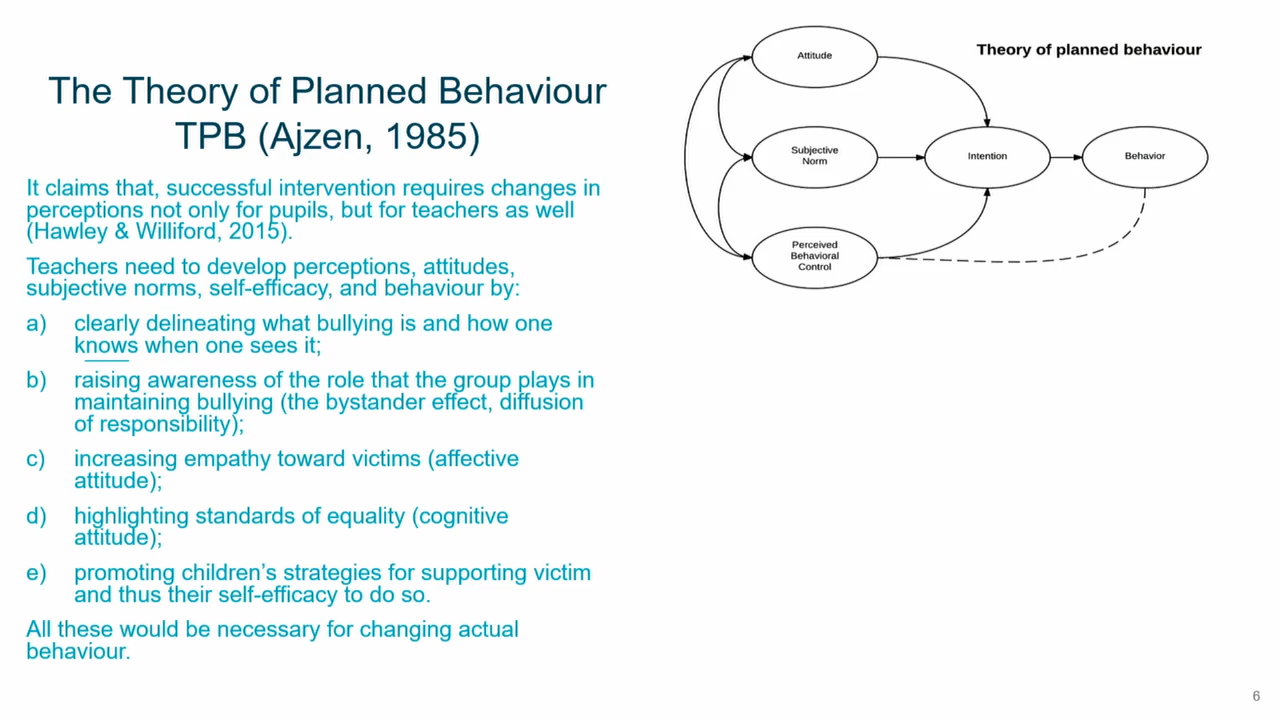 The Theory of Planned Behaviour
TPB (Ajzen, 1985)
It claims that, successful intervention requires changes in
perceptions not only for pupils, but for teachers as well
(Hawley & Williford, 2015).
Teachers need to develop perceptions, attitudes,
subjective norms, self-efficacy, and behaviour by:
a) clearly delineating what bullying is and how one
knows when one sees it;
b) raising awareness of the role that the group plays in
maintaining bullying (the bystander effect, diffusion
of responsibility);
c) increasing empathy toward victims (affective
attitude);
d) highlighting standards of equality (cognitive
attitude);
e) promoting children’s strategies for supporting victim
and thus their self-efficacy to do so.
All these would be necessary for changing actual
behaviour.
Theory of planned behaviour
Attitude
Subjective
Norm
Intention
Behavior
Perceived
Behavioral
Control
6